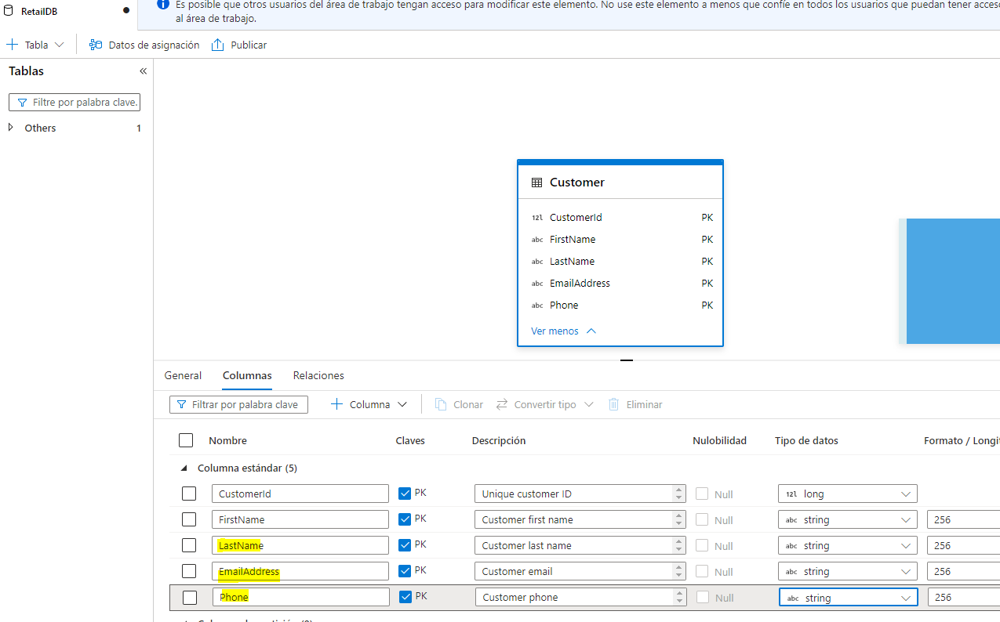 RetailDB
Es posible que otros usuarios del área de trabajo tengan acceso para modificar este elemento. No use este elemento a menos que confíe en todos los usuarios que puedan tener acceso
al área de trabajo.
Tabla
Datos de asignación
Publicar
Tablas
Filtre por palabra clave.
Others 1
Customer
12l CustomerId PK
abc FirstName PK
abc LastName PK
abc EmailAddress PK
abc Phone PK
Ver menos
General Columnas Relaciones
Filtrar por palabra clave Columna Clonar Convertir tipo Eliminar
Nombre Claves Descripción Nulobilidad Tipo de datos Formato / Longit
Columna estándar (5)
CustomerId PK Unique customer ID Null 12l long
FirstName PK Customer first name Null abc string 256
LastName PK Customer last name Null abc string 256
EmailAddress PK Customer email Null abc string 256
Phone PK Customer phone Null abc string 256